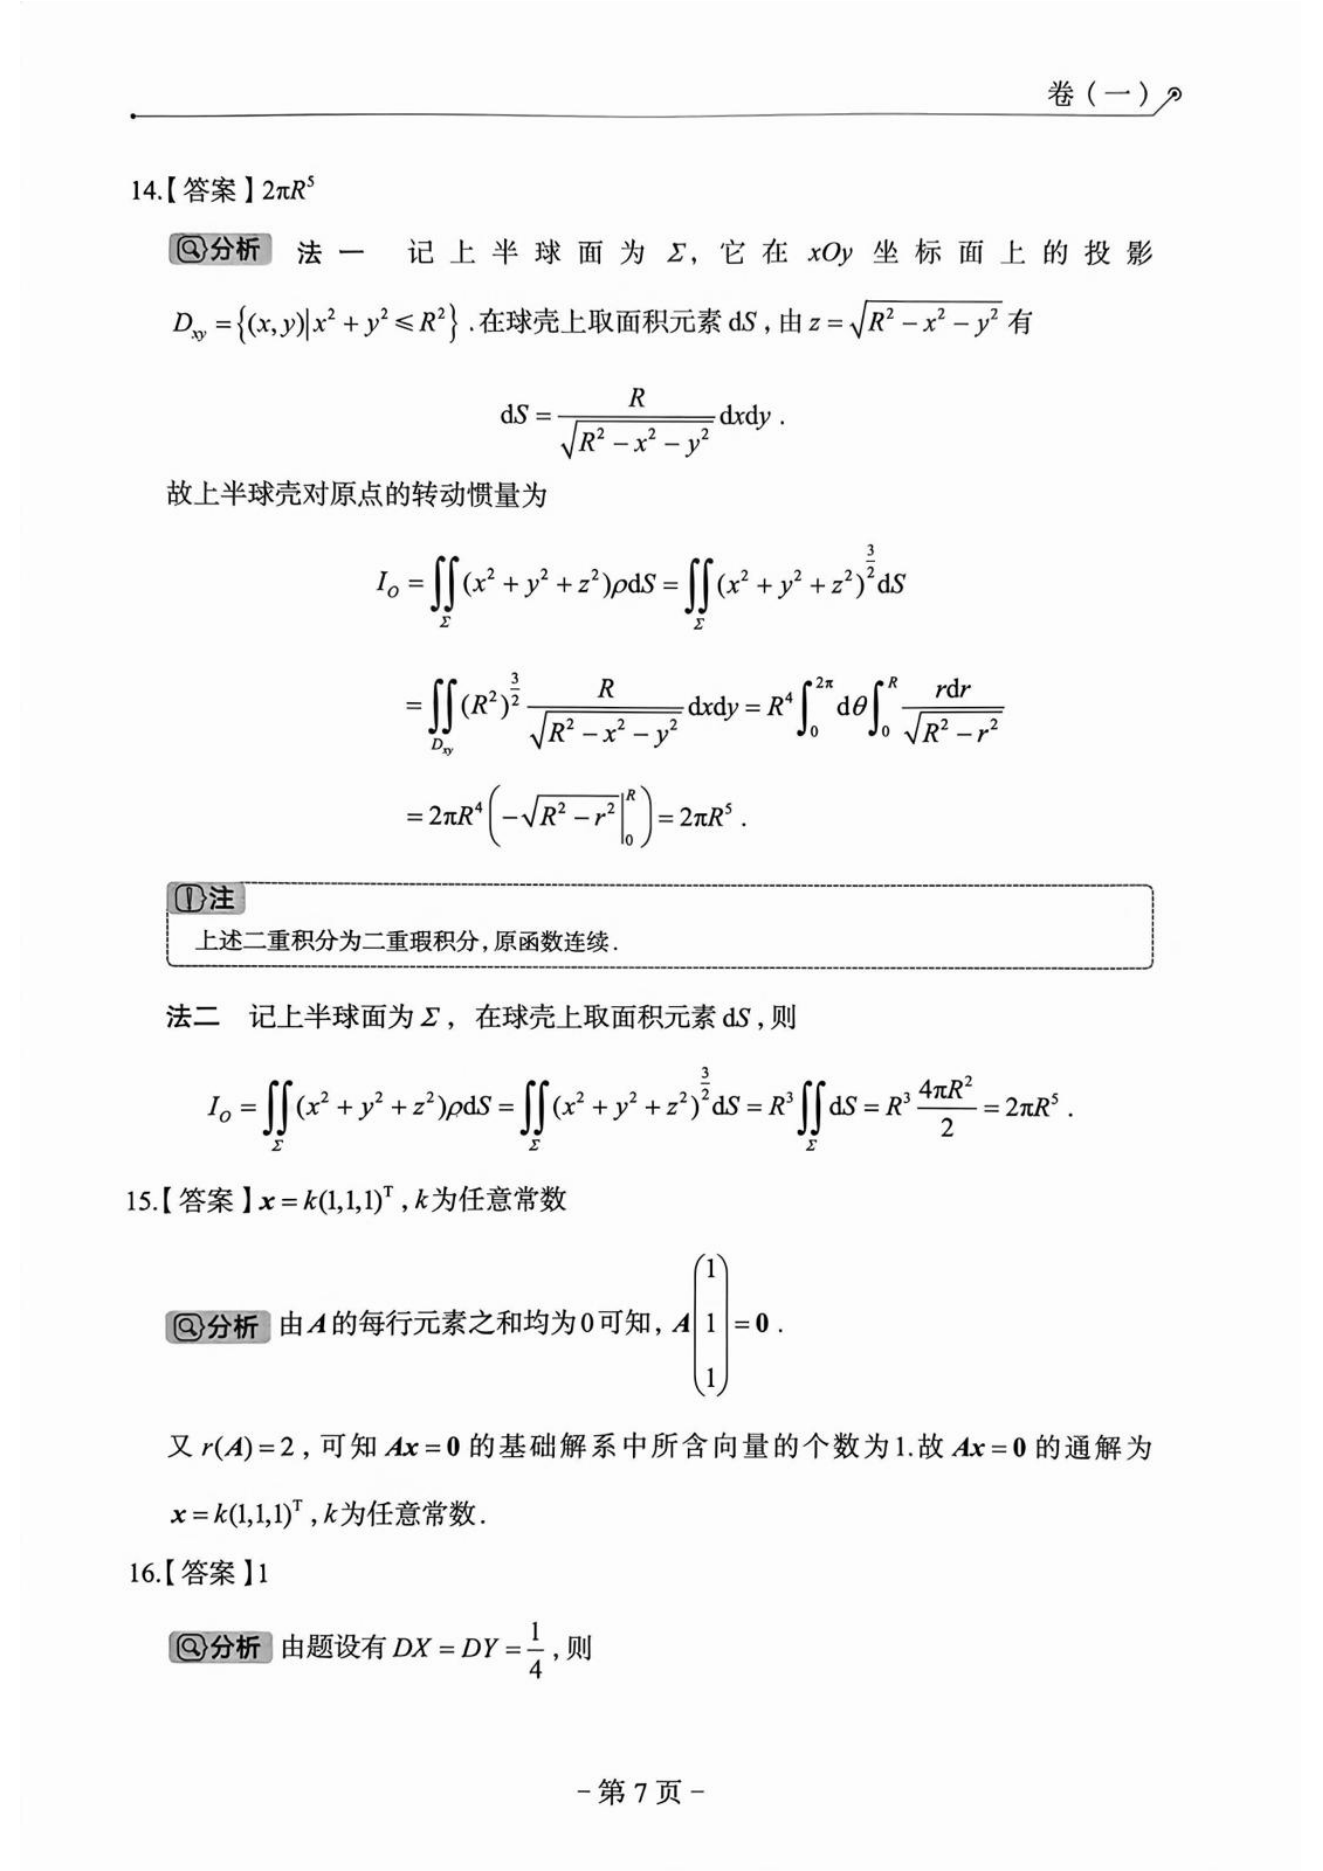 卷(一)
14.【答案】2πR⁵
分析 法一 记上半球面为Σ, 它在xOy坐标面上的投影
D_{xy}={(x,y)|x²+y²≤R²}.在球壳上取面积元素dS,由z=√(R²-x²-y²)有
dS=R/√(R²-x²-y²) dxdy.
故上半球壳对原点的转动惯量为
I_O=∬_Σ(x²+y²+z²)ρdS=∬_Σ(x²+y²+z²)^{3/2}dS
=∬_{D_{xy}}(R²)^{3/2} R/√(R²-x²-y²) dxdy=R⁴∫_0^{2π}dθ∫_0^R rdr/√(R²-r²)
=2πR⁴(-√(R²-r²)|_0^R)=2πR⁵.
注
上述二重积分为二重瑕积分,原函数连续.
法二 记上半球面为Σ, 在球壳上取面积元素dS,则
I_O=∬_Σ(x²+y²+z²)ρdS=∬_Σ(x²+y²+z²)^{3/2}dS=R³∬_Σ dS=R³ 4πR²/2=2πR⁵.
15.【答案】x=k(1,1,1)ᵀ,k为任意常数
分析 由A的每行元素之和均为0可知, A(1 1 1)=0.
又r(A)=2,可知Ax=0的基础解系中所含向量的个数为1.故Ax=0的通解为
x=k(1,1,1)ᵀ,k为任意常数.
16.【答案】1
分析 由题设有DX=DY=1/4,则
-第7页-